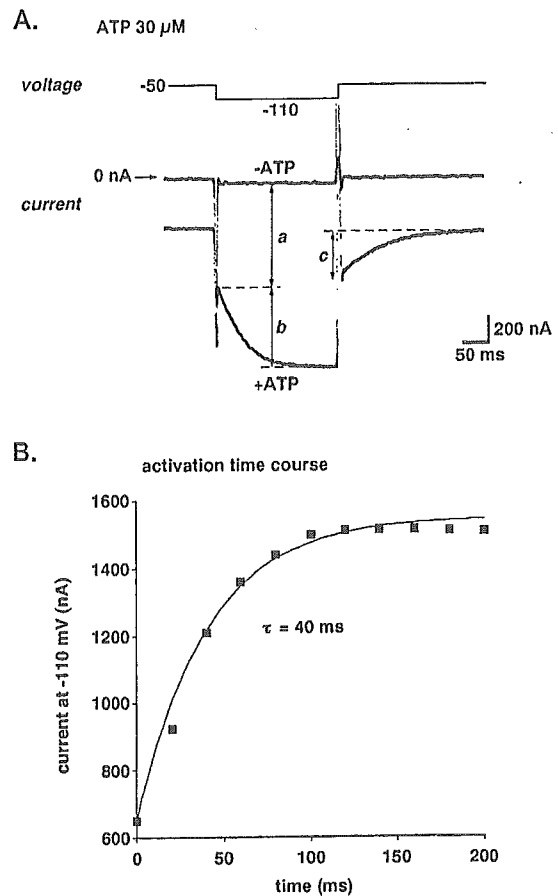 A.
ATP 30 µM
voltage
-50
-110
0 nA→
-ATP
current
a
c
b
+ATP
200 nA
50 ms
B.
activation time course
current at -110 mV (nA)
1600
1400
1200
1000
800
600
τ = 40 ms
0 50 100 150 200
time (ms)